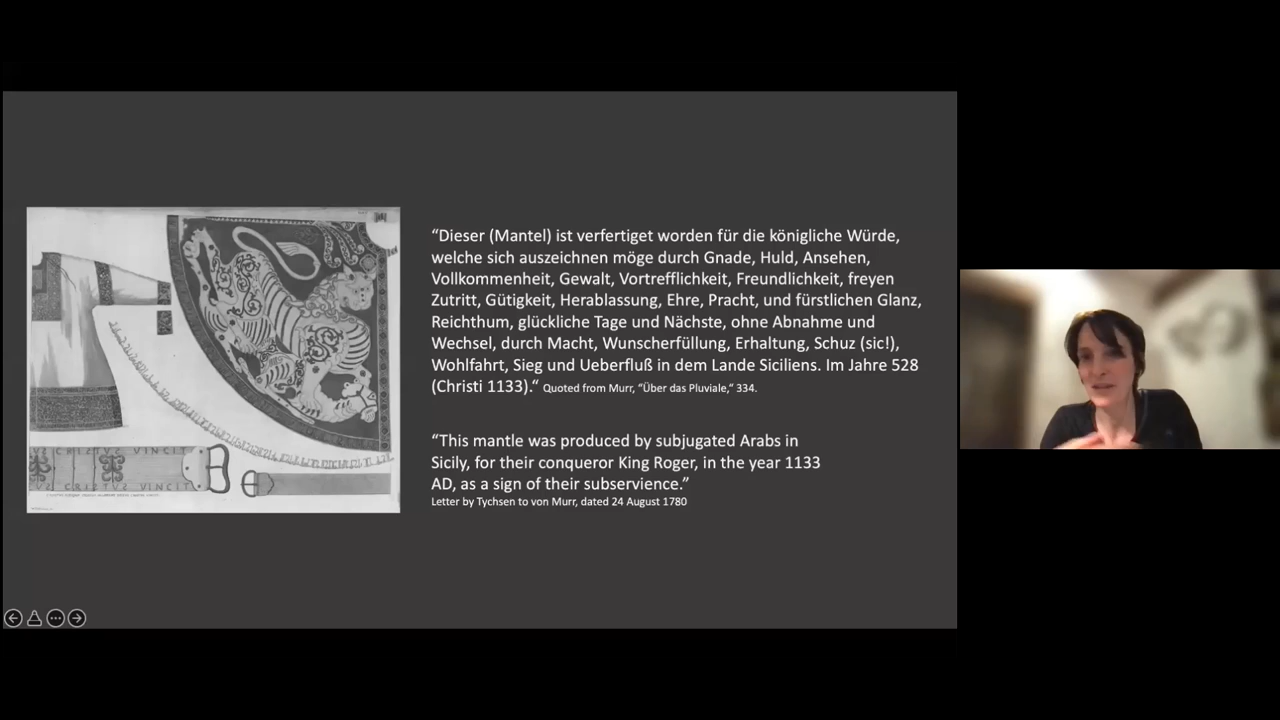 “Dieser (Mantel) ist verfertiget worden für die königliche Würde,
welche sich auszeichnen möge durch Gnade, Huld, Ansehen,
Vollkommenheit, Gewalt, Vortrefflichkeit, Freundlichkeit, freyen
Zutritt, Gütigkeit, Herablassung, Ehre, Pracht, und fürstlichen Glanz,
Reichthum, glückliche Tage und Nächste, ohne Abnahme und
Wechsel, durch Macht, Wunscherfüllung, Erhaltung, Schuz (sic!),
Wohlfahrt, Sieg und Ueberfluß in dem Lande Siciliens. Im Jahre 528
(Christi 1133).“ Quoted from Murr, “Über das Pluviale,“ 334.
“This mantle was produced by subjugated Arabs in
Sicily, for their conqueror King Roger, in the year 1133
AD, as a sign of their subservience.”
Letter by Tychsen to von Murr, dated 24 August 1780
VS CRISTVS VINCIT
VS CRISTVS VINCIT